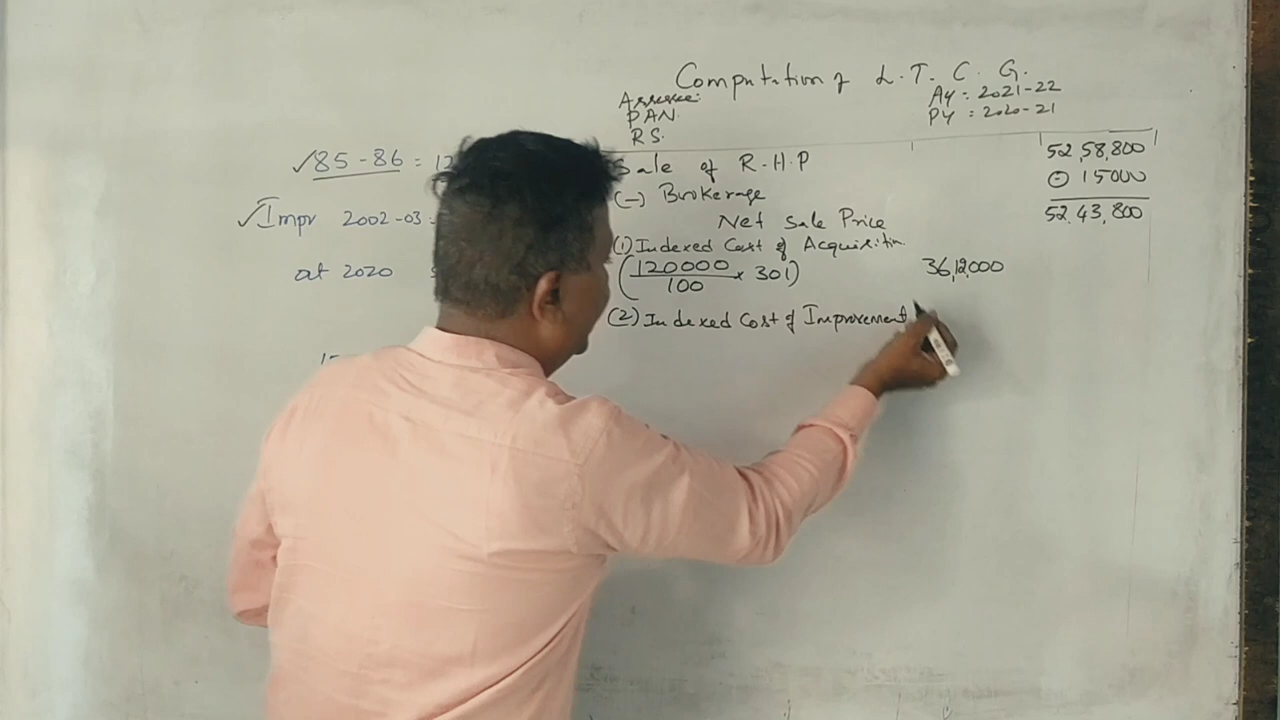 Computation of L.T.C.G.
Assessee:
PAN.
RS.
AY = 2021-22
PY = 2020-21
✓85-86 = 12
✓Impr 2002-03
at 2020
Sale of R.H.P 52,58,800
(-) Brokerage (-) 15000
Net Sale Price 52,43,800
(1) Indexed Cost of Acquisition
(120000/100 × 301) 36,12,000
(2) Indexed Cost of Improvement